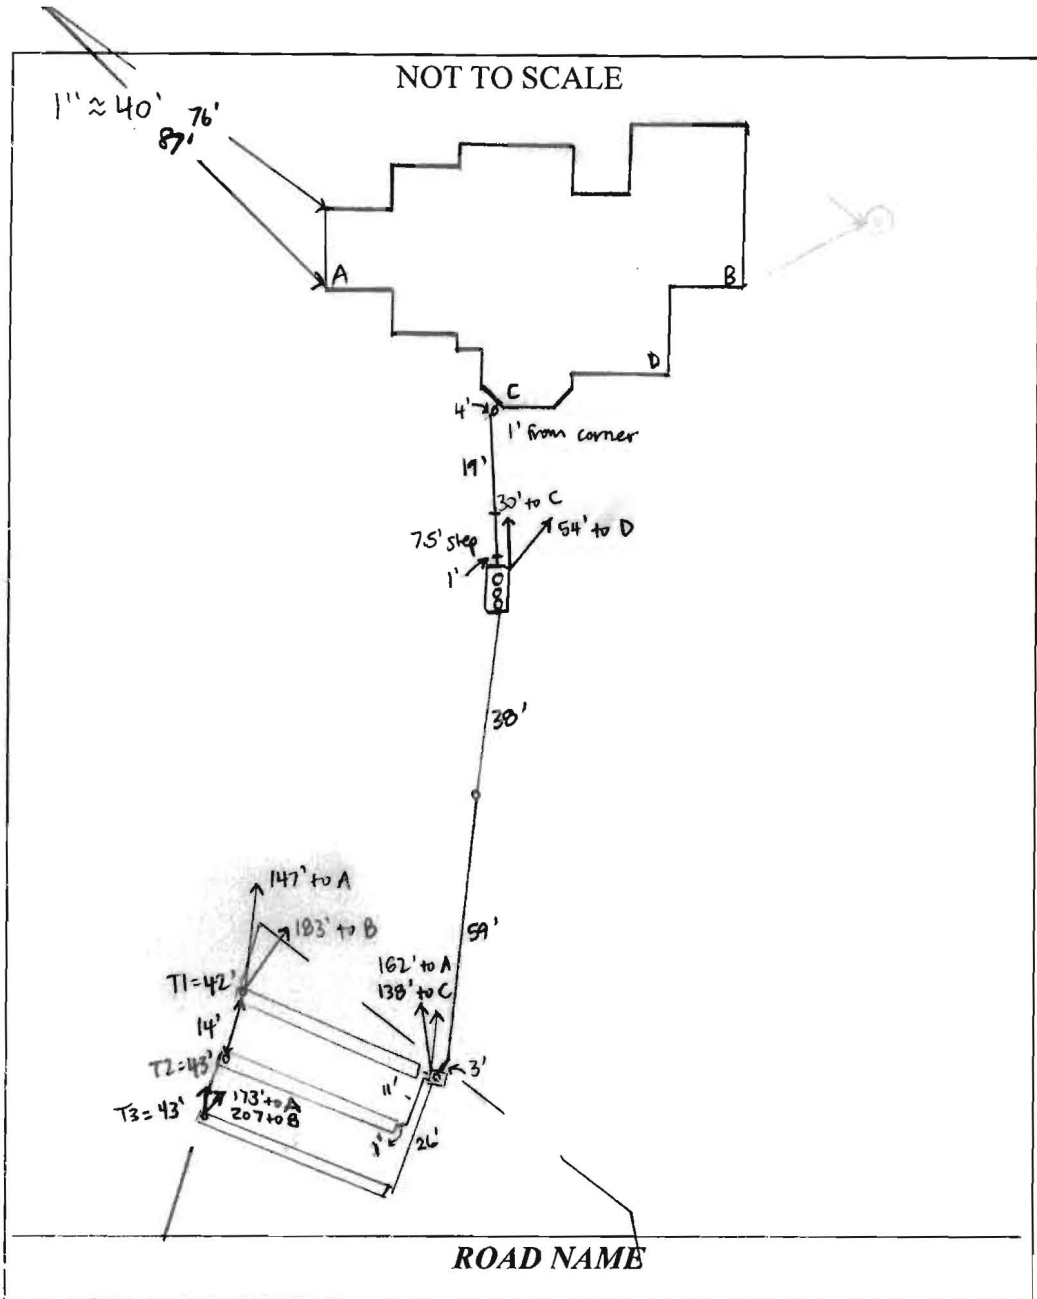 NOT TO SCALE
1" ≈ 40'
76'
87'
A
B
D
C
4'
1' from corner
19'
30' to C
54' to D
7.5' step
1'
38'
147' to A
183' to B
59'
162' to A
138' to C
T1=42'
14'
T2=43'
3'
11'
T3=43'
173' to A
207 to B
1'
26'
ROAD NAME